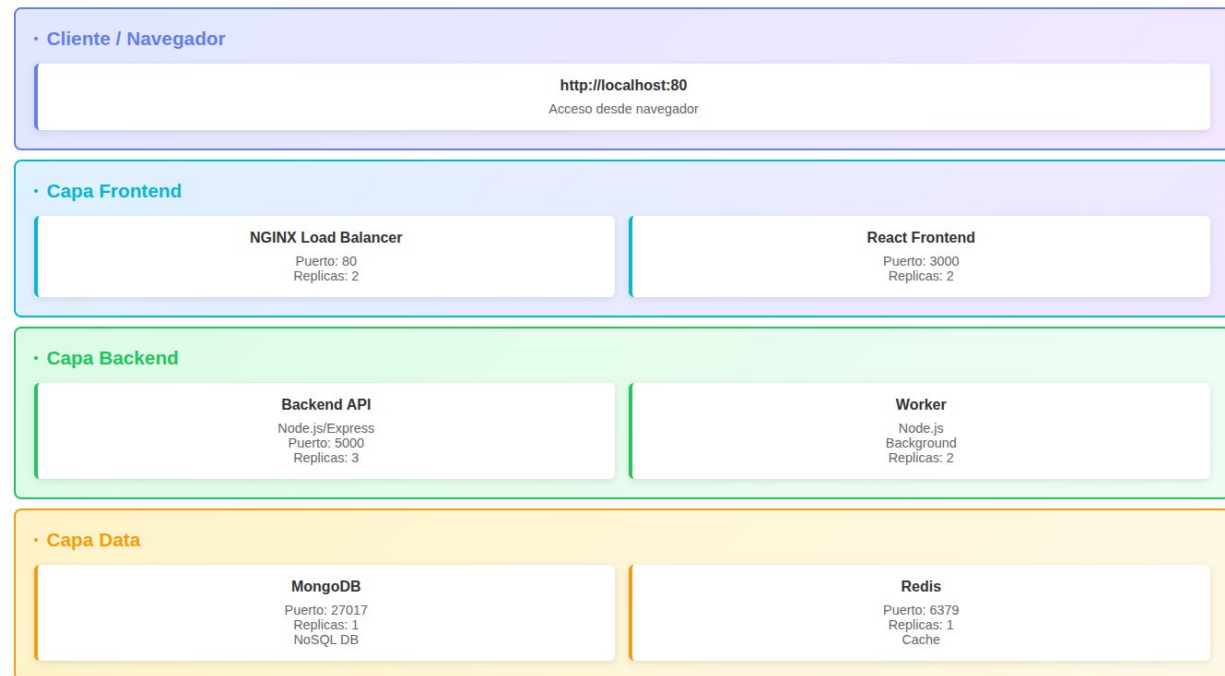 · Cliente / Navegador
http://localhost:80
Acceso desde navegador
· Capa Frontend
NGINX Load Balancer
Puerto: 80
Replicas: 2
React Frontend
Puerto: 3000
Replicas: 2
· Capa Backend
Backend API
Node.js/Express
Puerto: 5000
Replicas: 3
Worker
Node.js
Background
Replicas: 2
· Capa Data
MongoDB
Puerto: 27017
Replicas: 1
NoSQL DB
Redis
Puerto: 6379
Replicas: 1
Cache